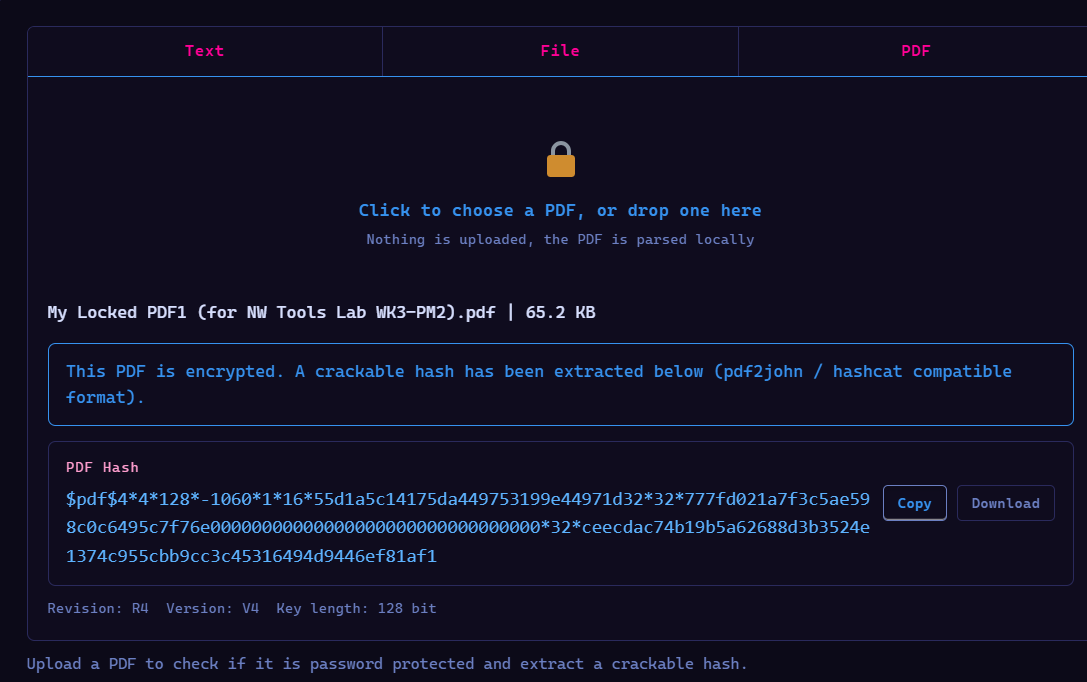 Text
File
PDF
Click to choose a PDF, or drop one here
Nothing is uploaded, the PDF is parsed locally
My Locked PDF1 (for NW Tools Lab WK3-PM2).pdf | 65.2 KB
This PDF is encrypted. A crackable hash has been extracted below (pdf2john / hashcat compatible
format).
PDF Hash
$pdf$4*4*128*-1060*1*16*55d1a5c14175da449753199e44971d32*32*777fd021a7f3c5ae59
8c0c6495c7f76e00000000000000000000000000000000*32*ceecdac74b19b5a62688d3b3524e
1374c955cbb9cc3c45316494d9446ef81af1
Copy
Download
Revision: R4 Version: V4 Key length: 128 bit
Upload a PDF to check if it is password protected and extract a crackable hash.